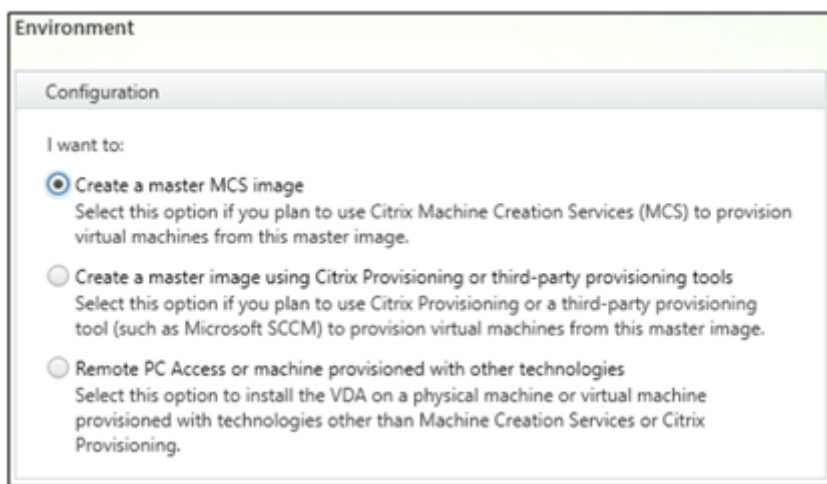 Environment
Configuration
I want to:
Create a master MCS image
Select this option if you plan to use Citrix Machine Creation Services (MCS) to provision
virtual machines from this master image.
Create a master image using Citrix Provisioning or third-party provisioning tools
Select this option if you plan to use Citrix Provisioning or a third-party provisioning
tool (such as Microsoft SCCM) to provision virtual machines from this master image.
Remote PC Access or machine provisioned with other technologies
Select this option to install the VDA on a physical machine or virtual machine
provisioned with technologies other than Machine Creation Services or Citrix
Provisioning.